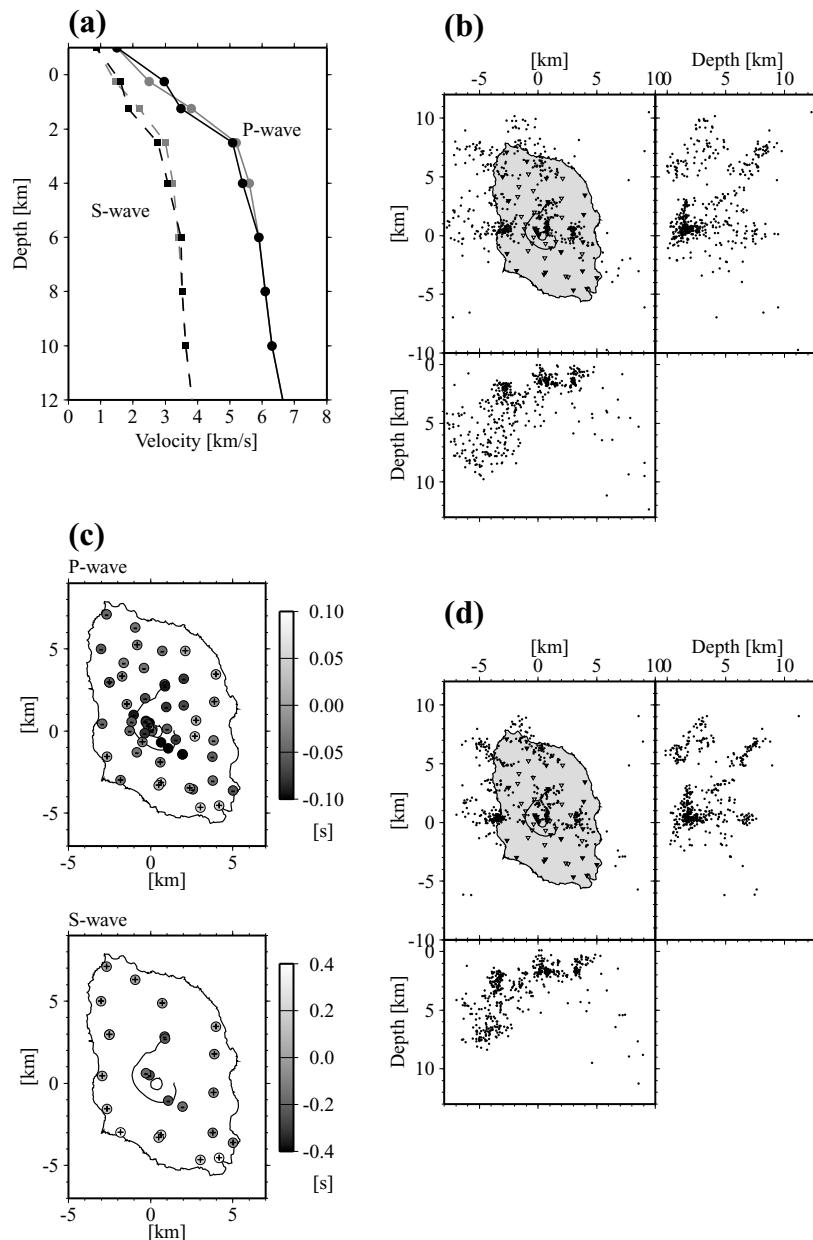 (a)
0
2
4
6
8
10
12
Depth [km]
P-wave
S-wave
0 1 2 3 4 5 6 7 8
Velocity [km/s]
(b)
[km] Depth [km]
-5 0 5 10 0 5 10
10
5
0
-5
-10
[km]
0
5
10
Depth [km]
(c)
P-wave
5
0
-5
[km]
-5 0 5
[km]
0.10
0.05
0.00
-0.05
-0.10
[s]
S-wave
5
0
-5
[km]
-5 0 5
[km]
0.4
0.2
0.0
-0.2
-0.4
[s]
(d)
[km] Depth [km]
-5 0 5 10 0 5 10
10
5
0
-5
-10
[km]
0
5
10
Depth [km]